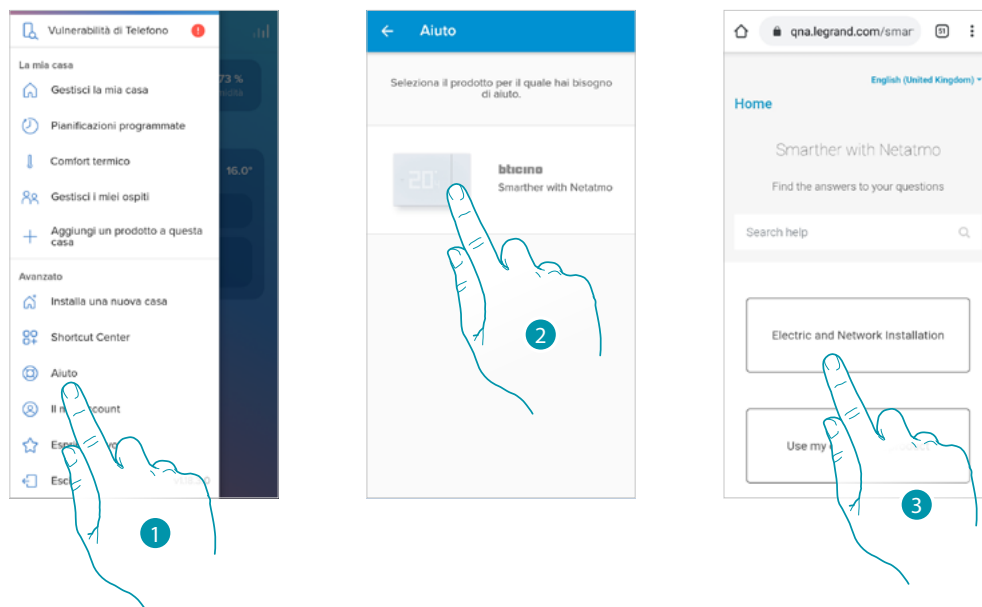 Vulnerabilità di Telefono
La mia casa
73 %
Gestisci la mia casa
Pianificazioni programmate
Comfort termico
16.0°
Gestisci i miei ospiti
Aggiungi un prodotto a questa
casa
Avanzato
Installa una nuova casa
Shortcut Center
Aiuto
Il count
1
Aiuto
Seleziona il prodotto per il quale hai bisogno
di aiuto.
20
bticino
Smarther with Netatmo
2
qna.legrand.com/smar
51
English (United Kingdom)
Home
Smarther with Netatmo
Find the answers to your questions
Search help
Electric and Network Installation
Use my
3